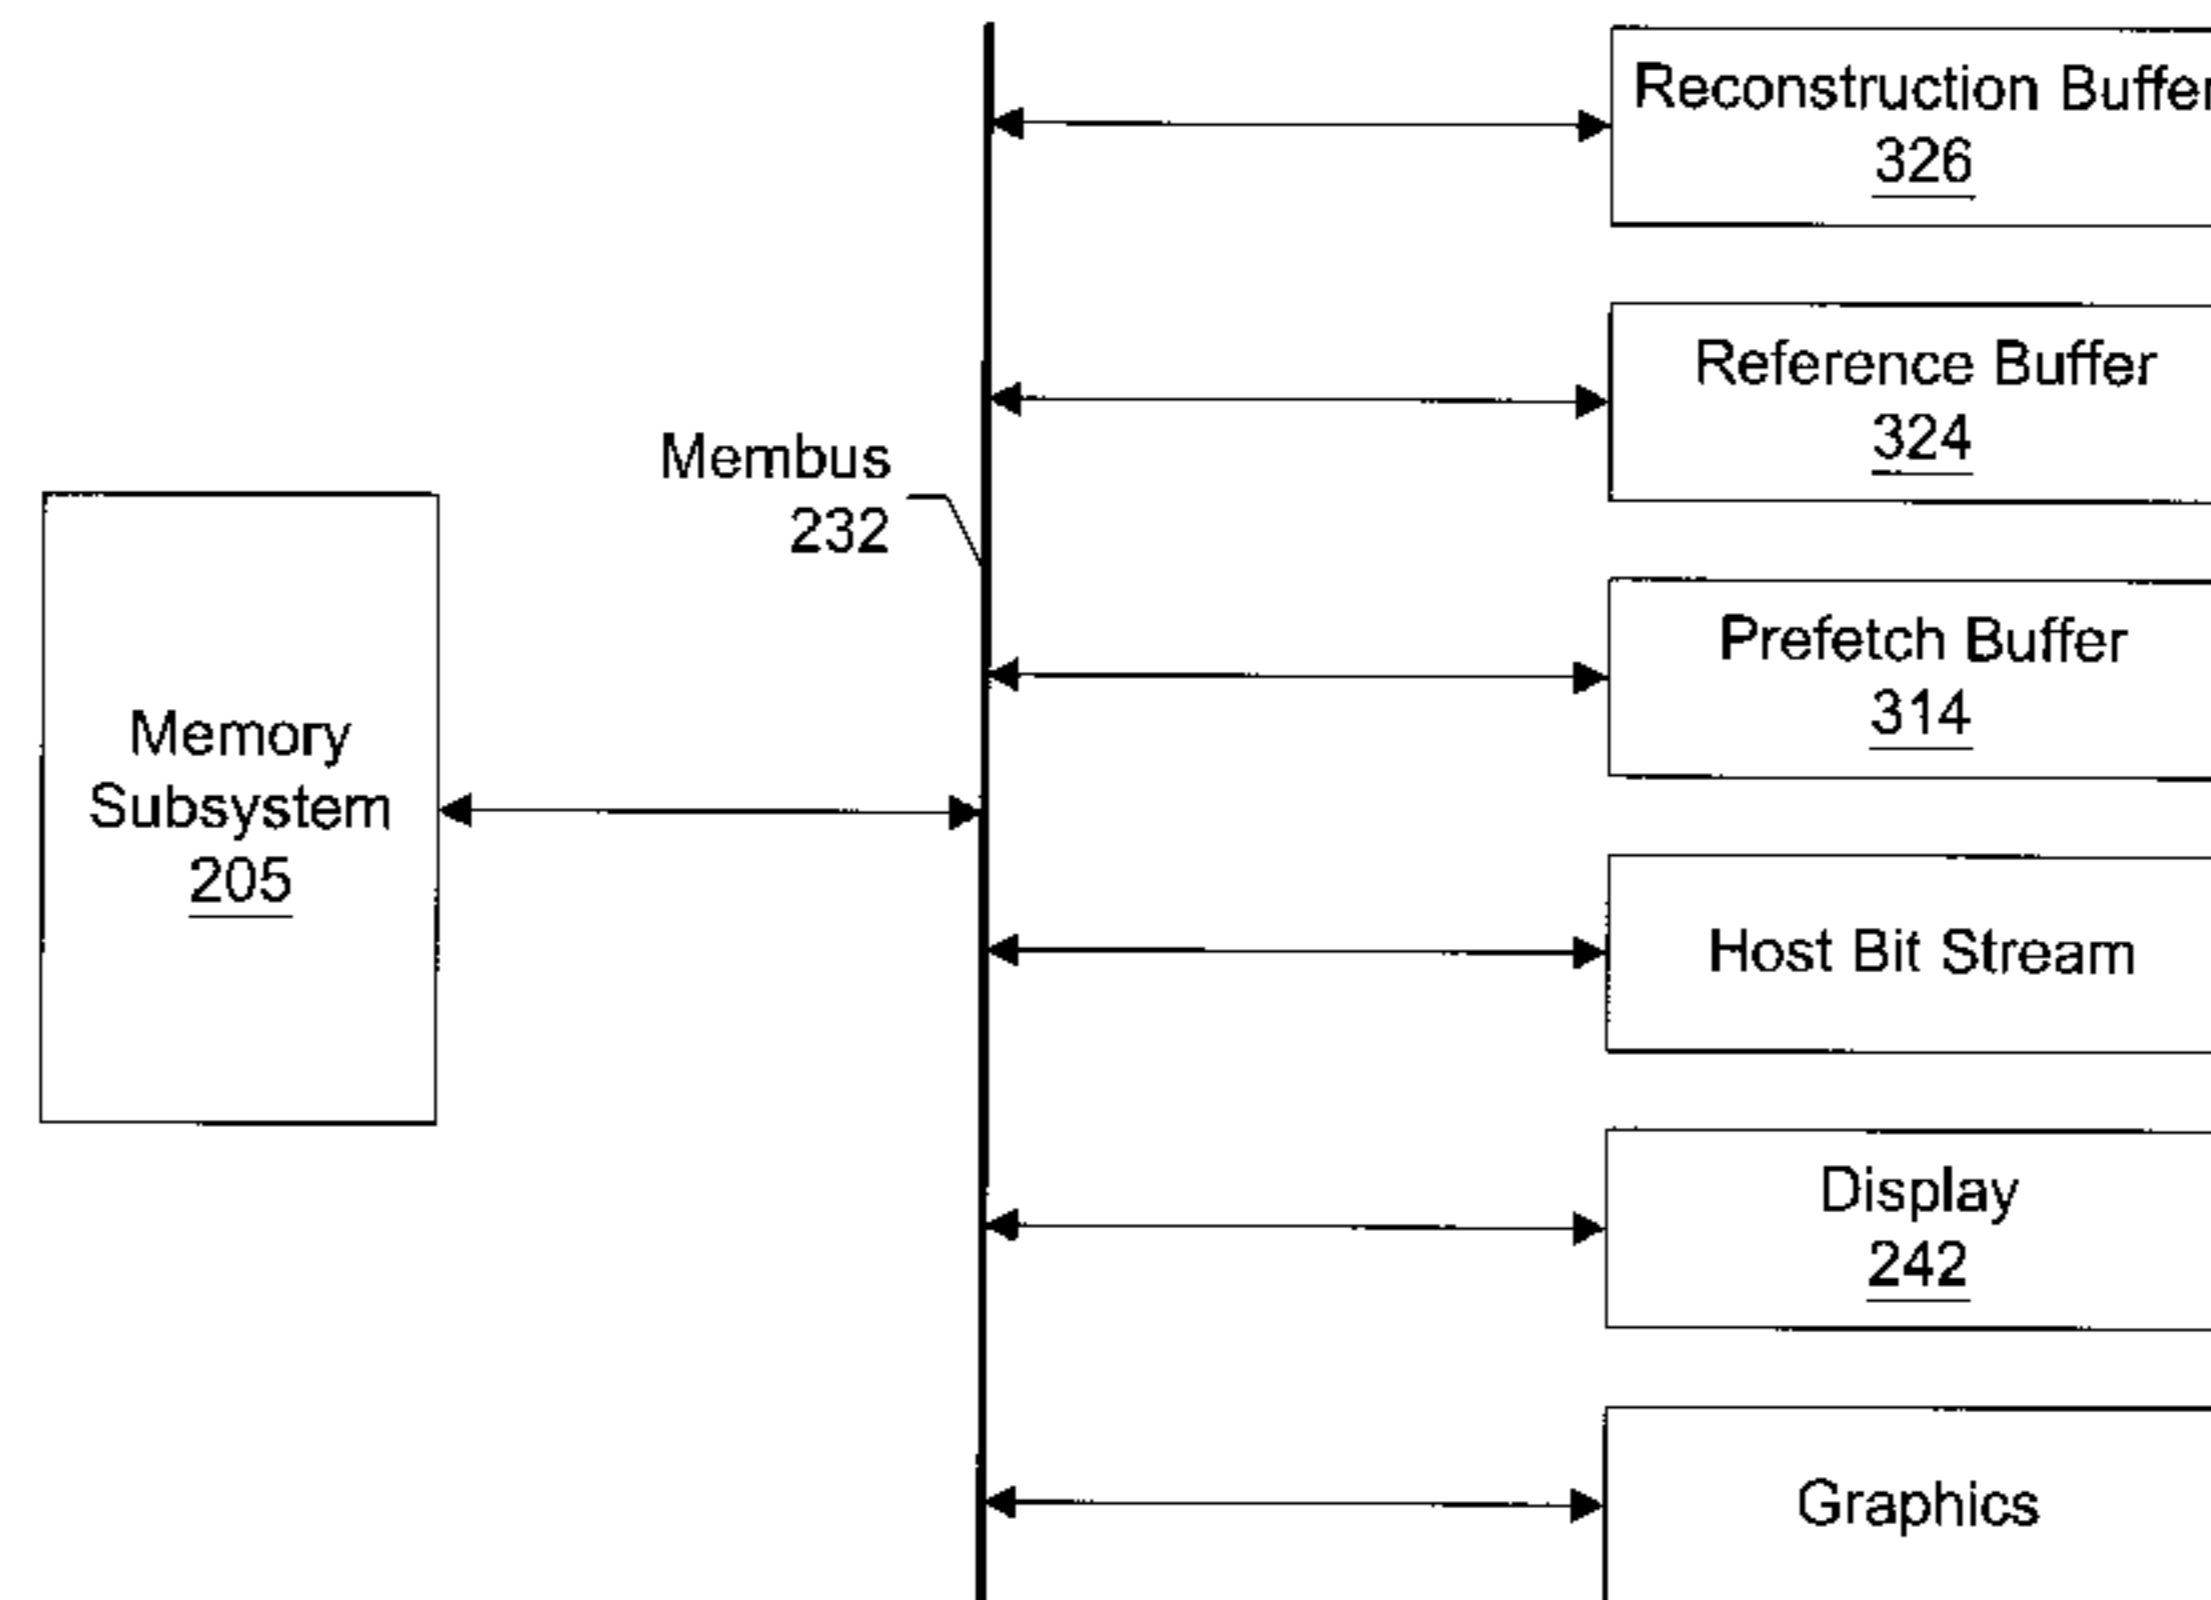 Reconstruction Buffer
326
Reference Buffer
324
Membus
232
Prefetch Buffer
314
Memory
Subsystem
205
Host Bit Stream
Display
242
Graphics